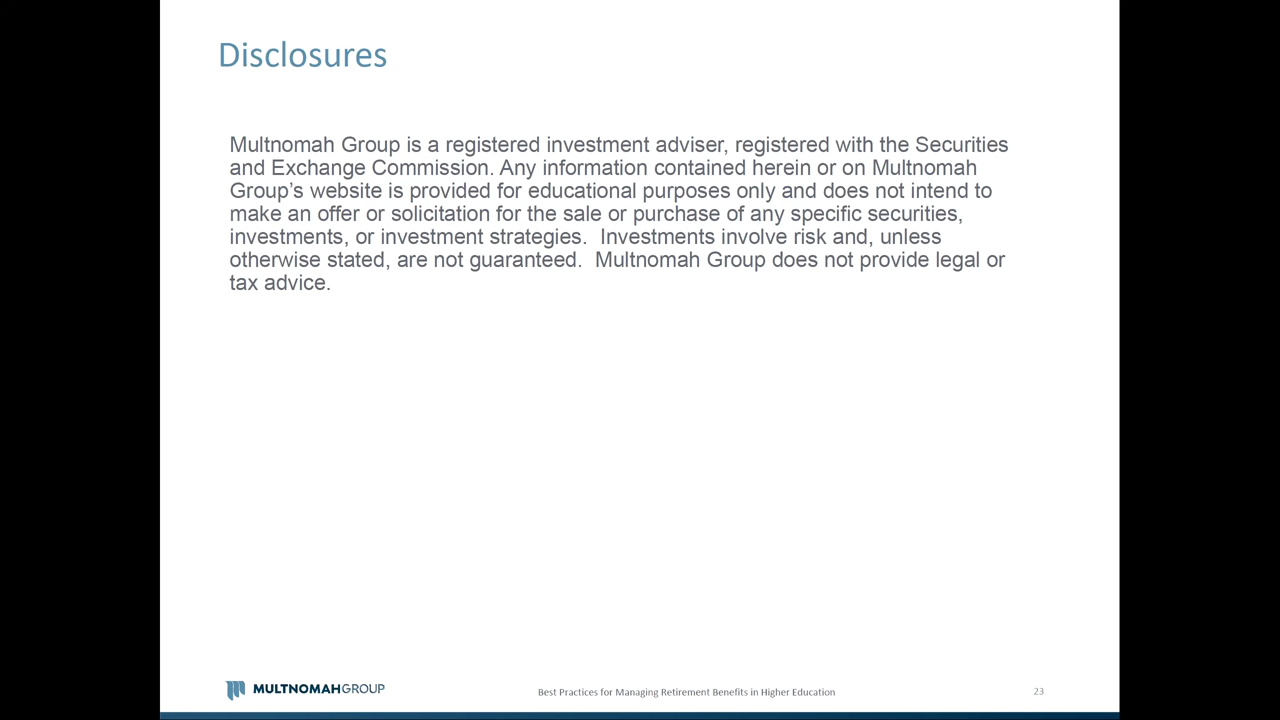 Disclosures
Multnomah Group is a registered investment adviser, registered with the Securities
and Exchange Commission. Any information contained herein or on Multnomah
Group’s website is provided for educational purposes only and does not intend to
make an offer or solicitation for the sale or purchase of any specific securities,
investments, or investment strategies.  Investments involve risk and, unless
otherwise stated, are not guaranteed.  Multnomah Group does not provide legal or
tax advice.
MULTNOMAHGROUP
Best Practices for Managing Retirement Benefits in Higher Education
23